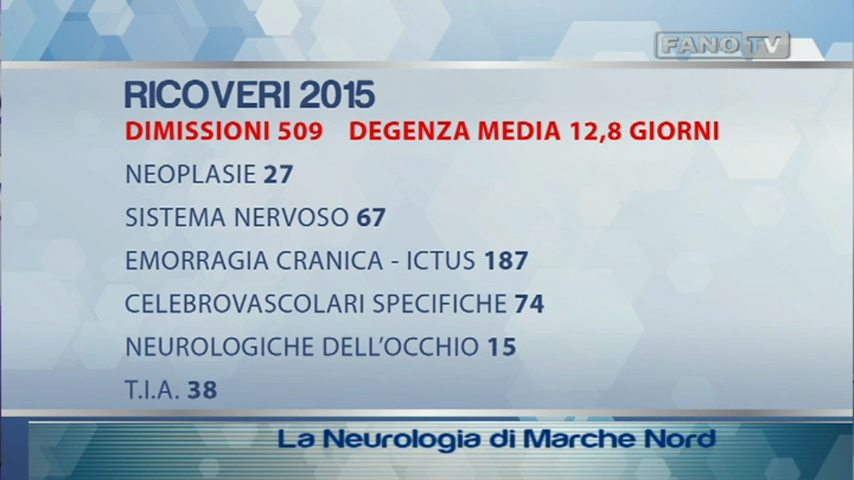 FANO TV
RICOVERI 2015
DIMISSIONI 509 DEGENZA MEDIA 12,8 GIORNI
NEOPLASIE 27
SISTEMA NERVOSO 67
EMORRAGIA CRANICA - ICTUS 187
CELEBROVASCOLARI SPECIFICHE 74
NEUROLOGICHE DELL'OCCHIO 15
T.I.A. 38
La Neurologia di Marche Nord